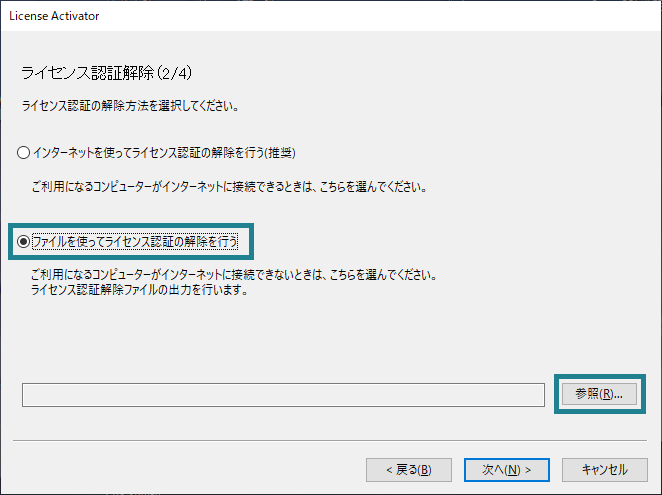 License Activator
ライセンス認証解除(2/4)
ライセンス認証の解除方法を選択してください。
インターネットを使ってライセンス認証の解除を行う(推奨)
ご利用になるコンピューターがインターネットに接続できるときは、こちらを選んでください。
ファイルを使ってライセンス認証の解除を行う
ご利用になるコンピューターがインターネットに接続できないときは、こちらを選んでください。
ライセンス認証解除ファイルの出力を行います。
参照(R)...
< 戻る(B)
次へ(N) >
キャンセル